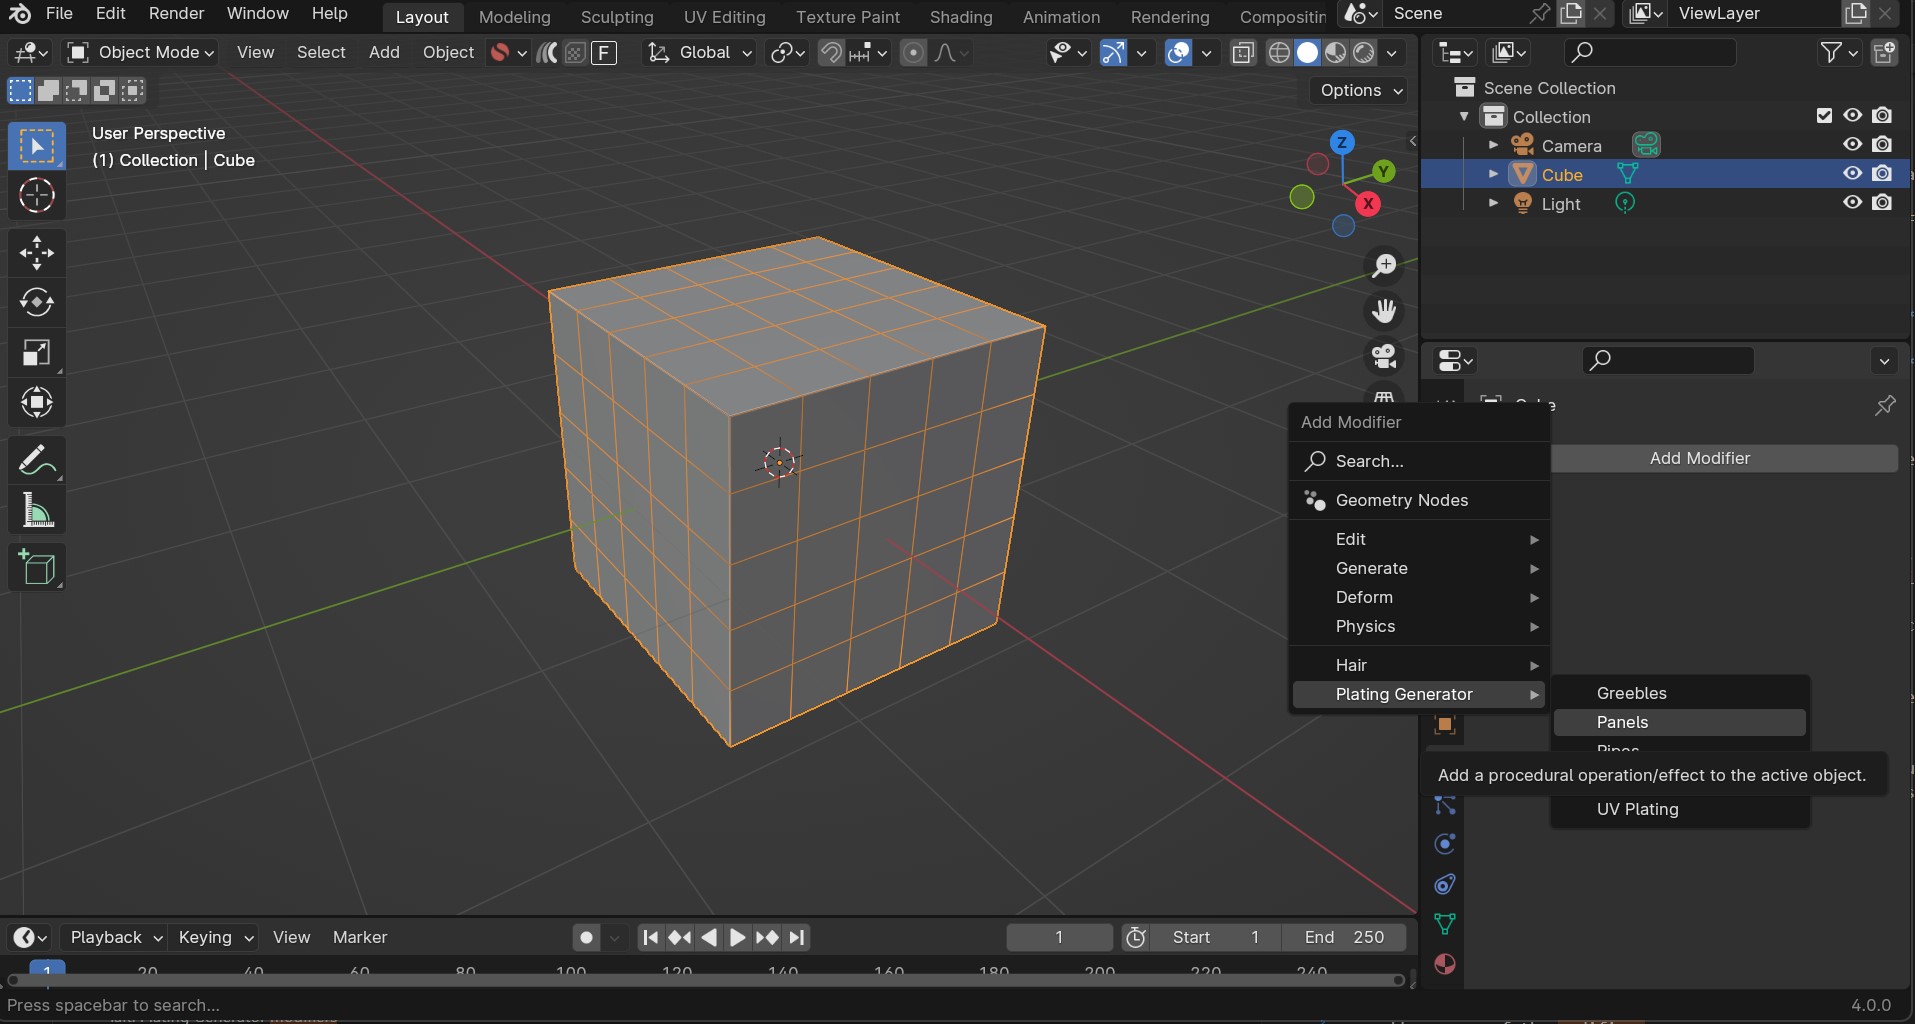 File Edit Render Window Help Layout Modeling Sculpting UV Editing Texture Paint Shading Animation Rendering Scene ViewLayer
Object Mode View Select Add Object F Global
Options
User Perspective
(1) Collection | Cube
Z
Y
X
Scene Collection
Collection
Camera
Cube
Light
Add Modifier
Search...
Geometry Nodes
Edit
Generate
Deform
Physics
Hair
Plating Generator
Add Modifier
Greebles
Panels
Pipes
Add a procedural operation/effect to the active object.
UV Plating
Playback Keying View Marker 1 Start 1 End 250
1 20 40 60 80 100 120 140 160 180 200 220 240
Press spacebar to search... 4.0.0